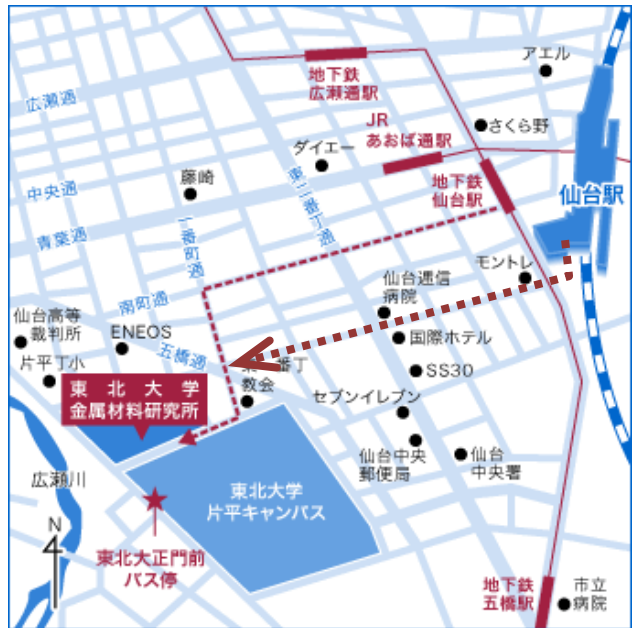 アエル
地下鉄
広瀬通駅
広瀬通
JR
あおば通駅
さくら野
ダイエー
地下鉄
仙台駅
仙台駅
中央通
藤崎
東二番丁通
青葉通
一番町通
モントレ
仙台逓信
病院
南町通
仙台高等
裁判所
ENEOS
五橋通
国際ホテル
片平丁小
番丁
教会
SS30
東北大学
金属材料研究所
セブンイレブン
仙台中央
郵便局
仙台
中央署
広瀬川
東北大学
片平キャンパス
N
東北大正門前
バス停
地下鉄
五橋駅
市立
病院